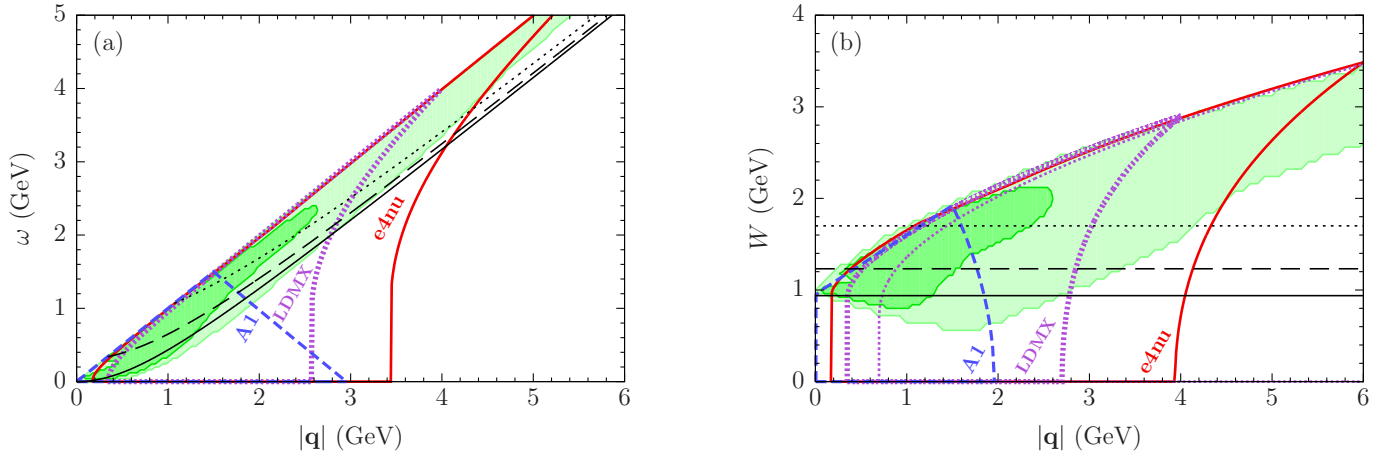 (a)
ω (GeV)
5
4
3
2
1
0
0 1 2 3 4 5 6
|q| (GeV)
A1
LDMX
e4nu
(b)
W (GeV)
4
3
2
1
0
0 1 2 3 4 5 6
|q| (GeV)
A1
LDMX
e4nu